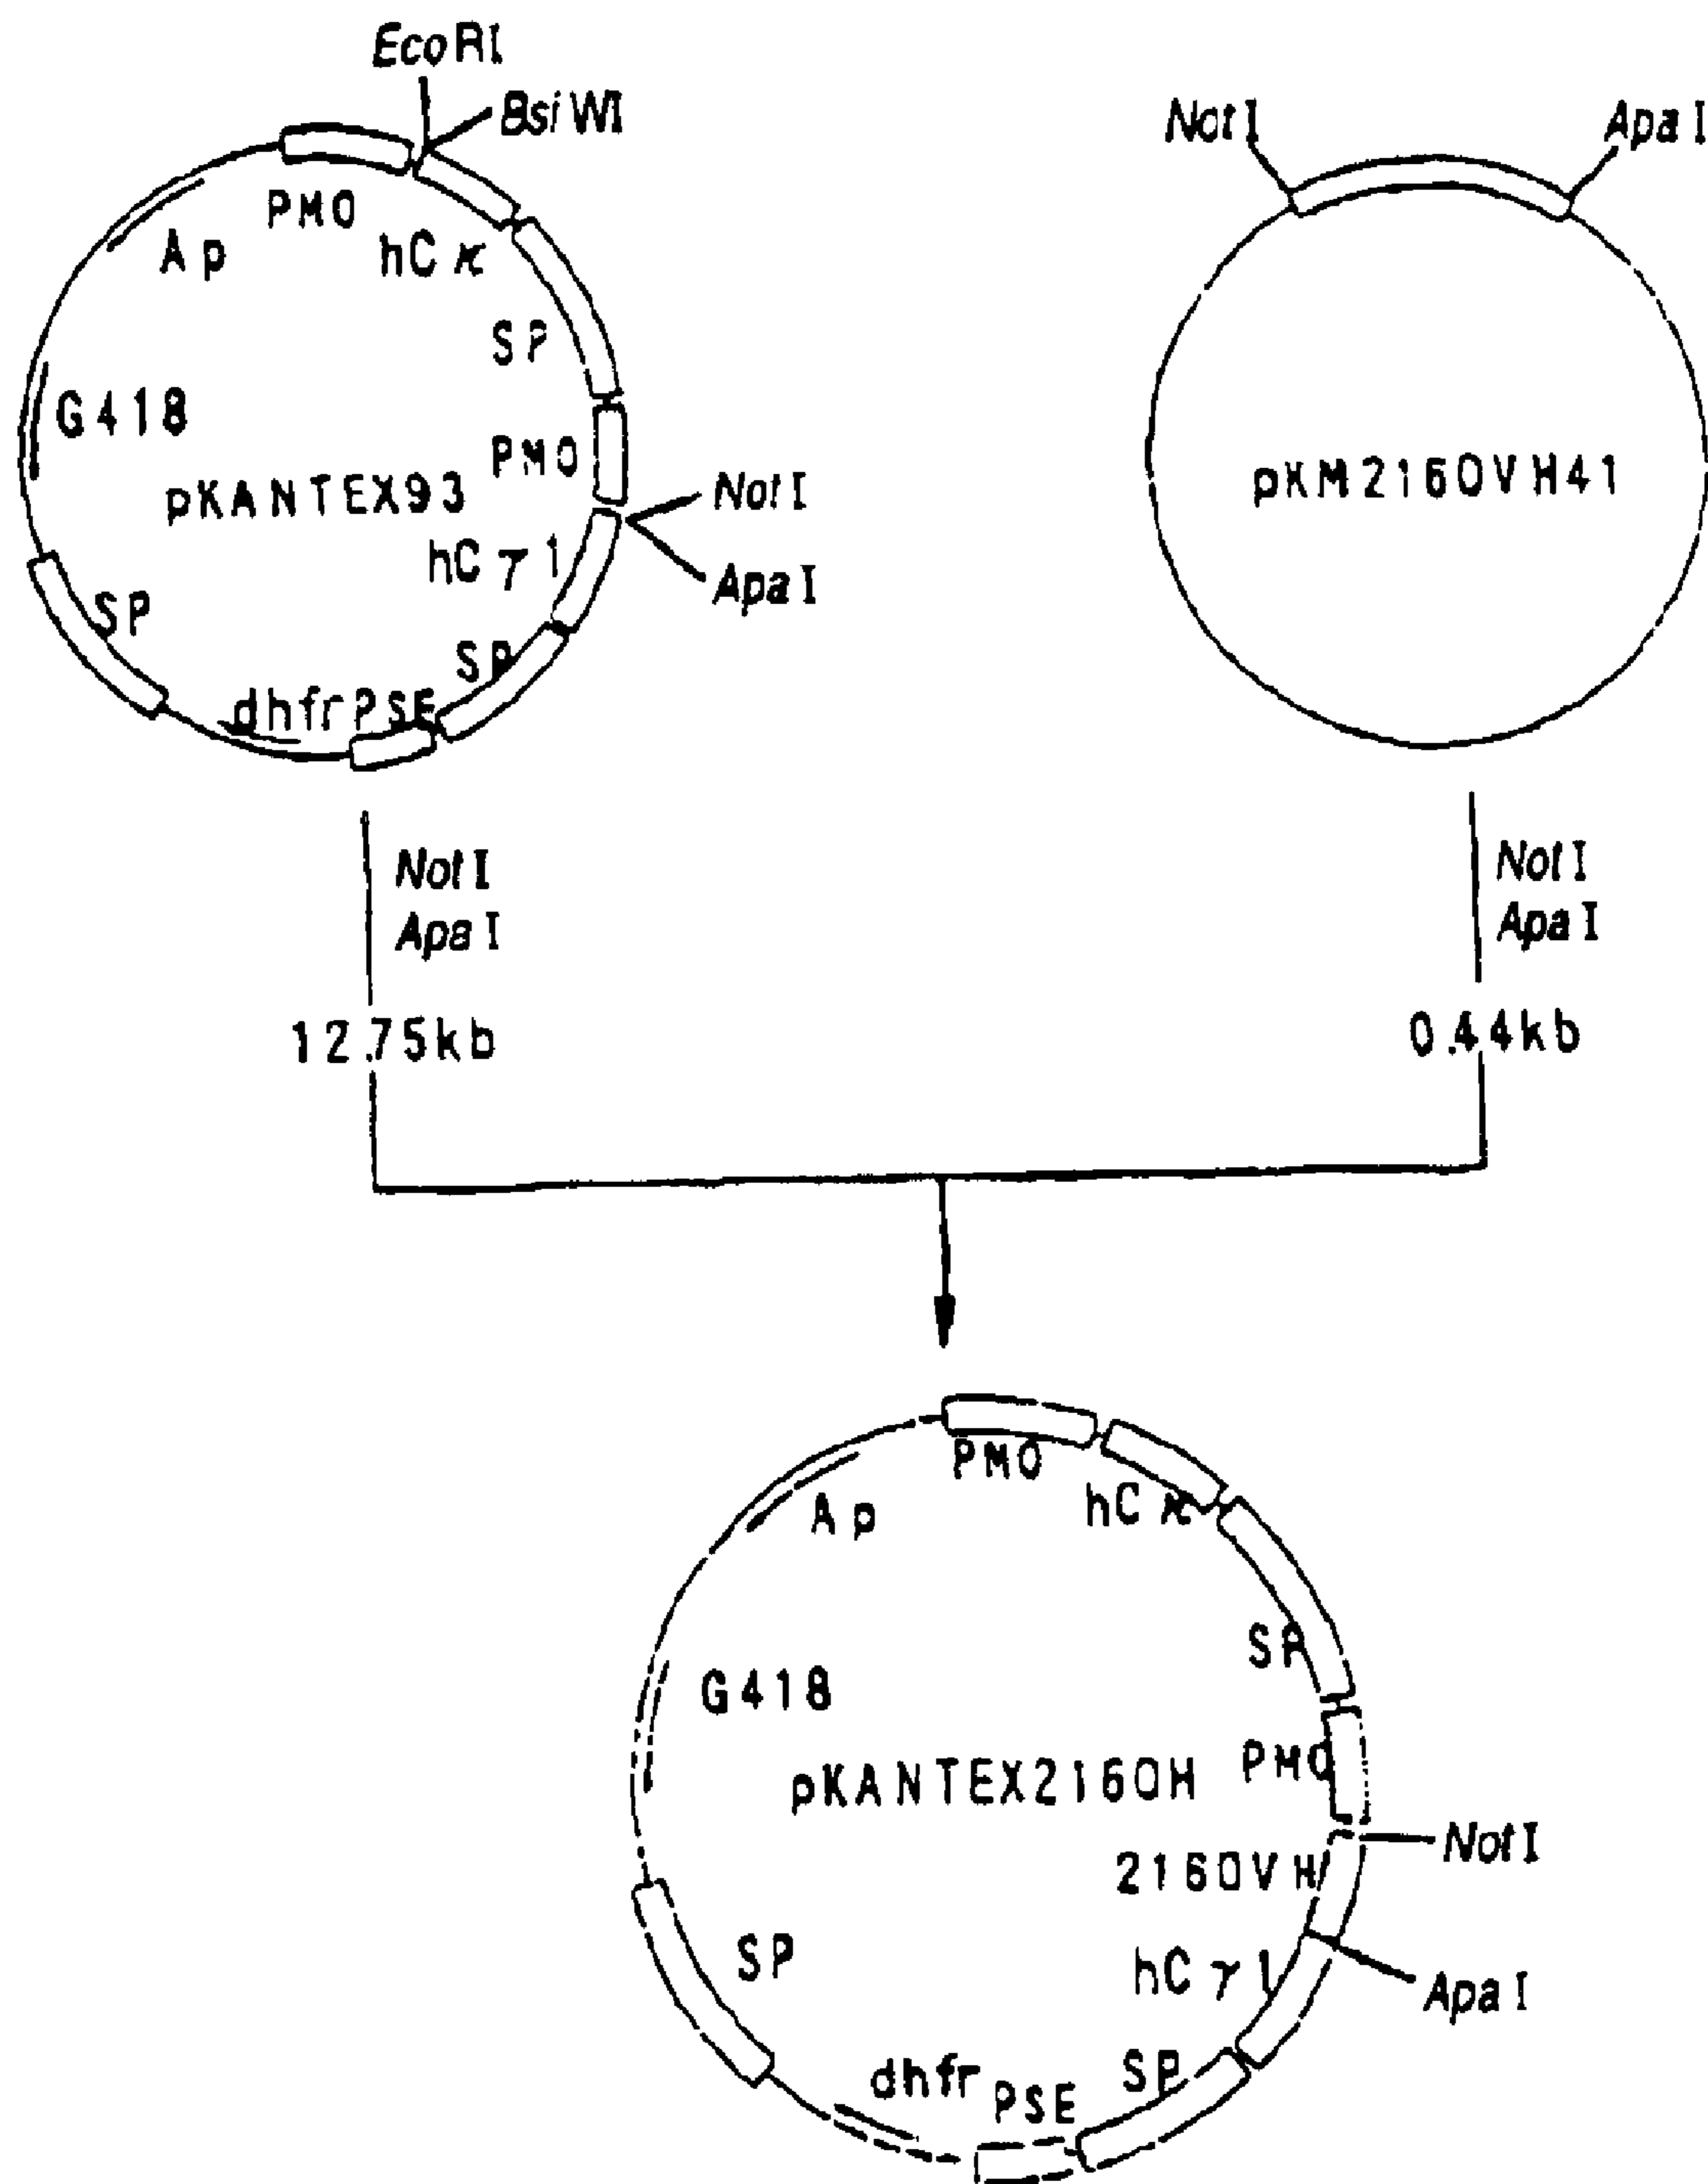 EcoRI
BsiWI
PMO
Ap
hCκ
SP
G418
PMO
pKANTEX93
NotI
hCγ1
ApaI
SP
SP
dhfr
PSE
NotI
ApaI
pKM2160VH41
NotI
ApaI
12.75kb
NotI
ApaI
0.44kb
PMO
Ap
hCκ
SP
G418
PMO
pKANTEX2160H
NotI
2160VH
hCγ1
ApaI
SP
SP
dhfr
PSE